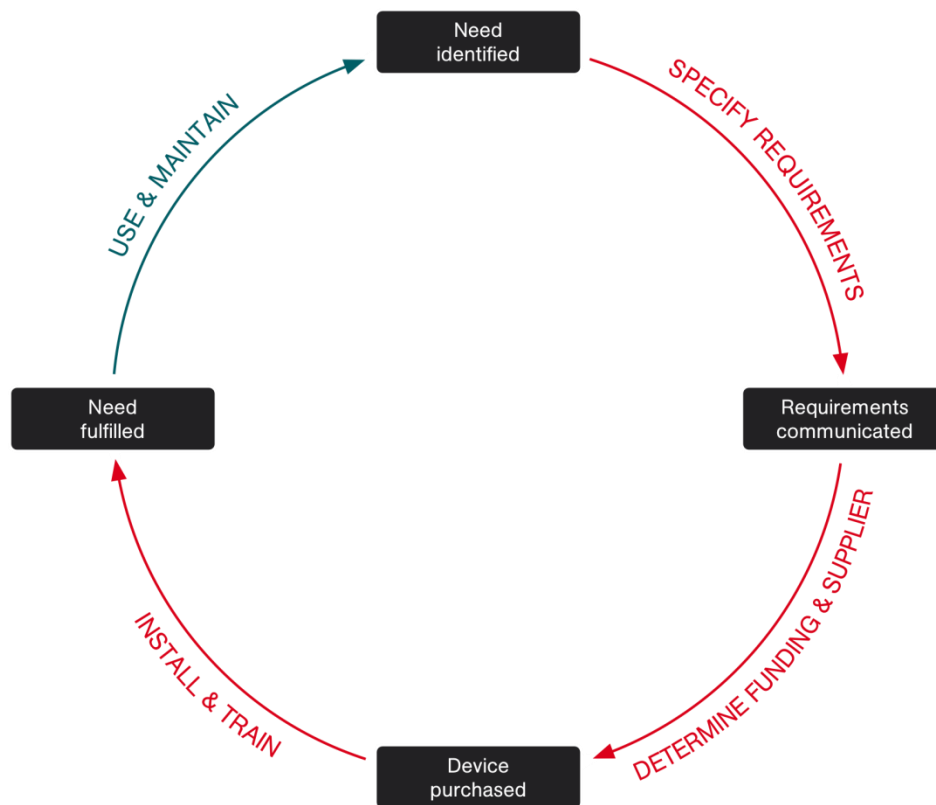 Need
identified
SPECIFY REQUIREMENTS
Requirements
communicated
DETERMINE FUNDING & SUPPLIER
Device
purchased
INSTALL & TRAIN
Need
fulfilled
USE & MAINTAIN